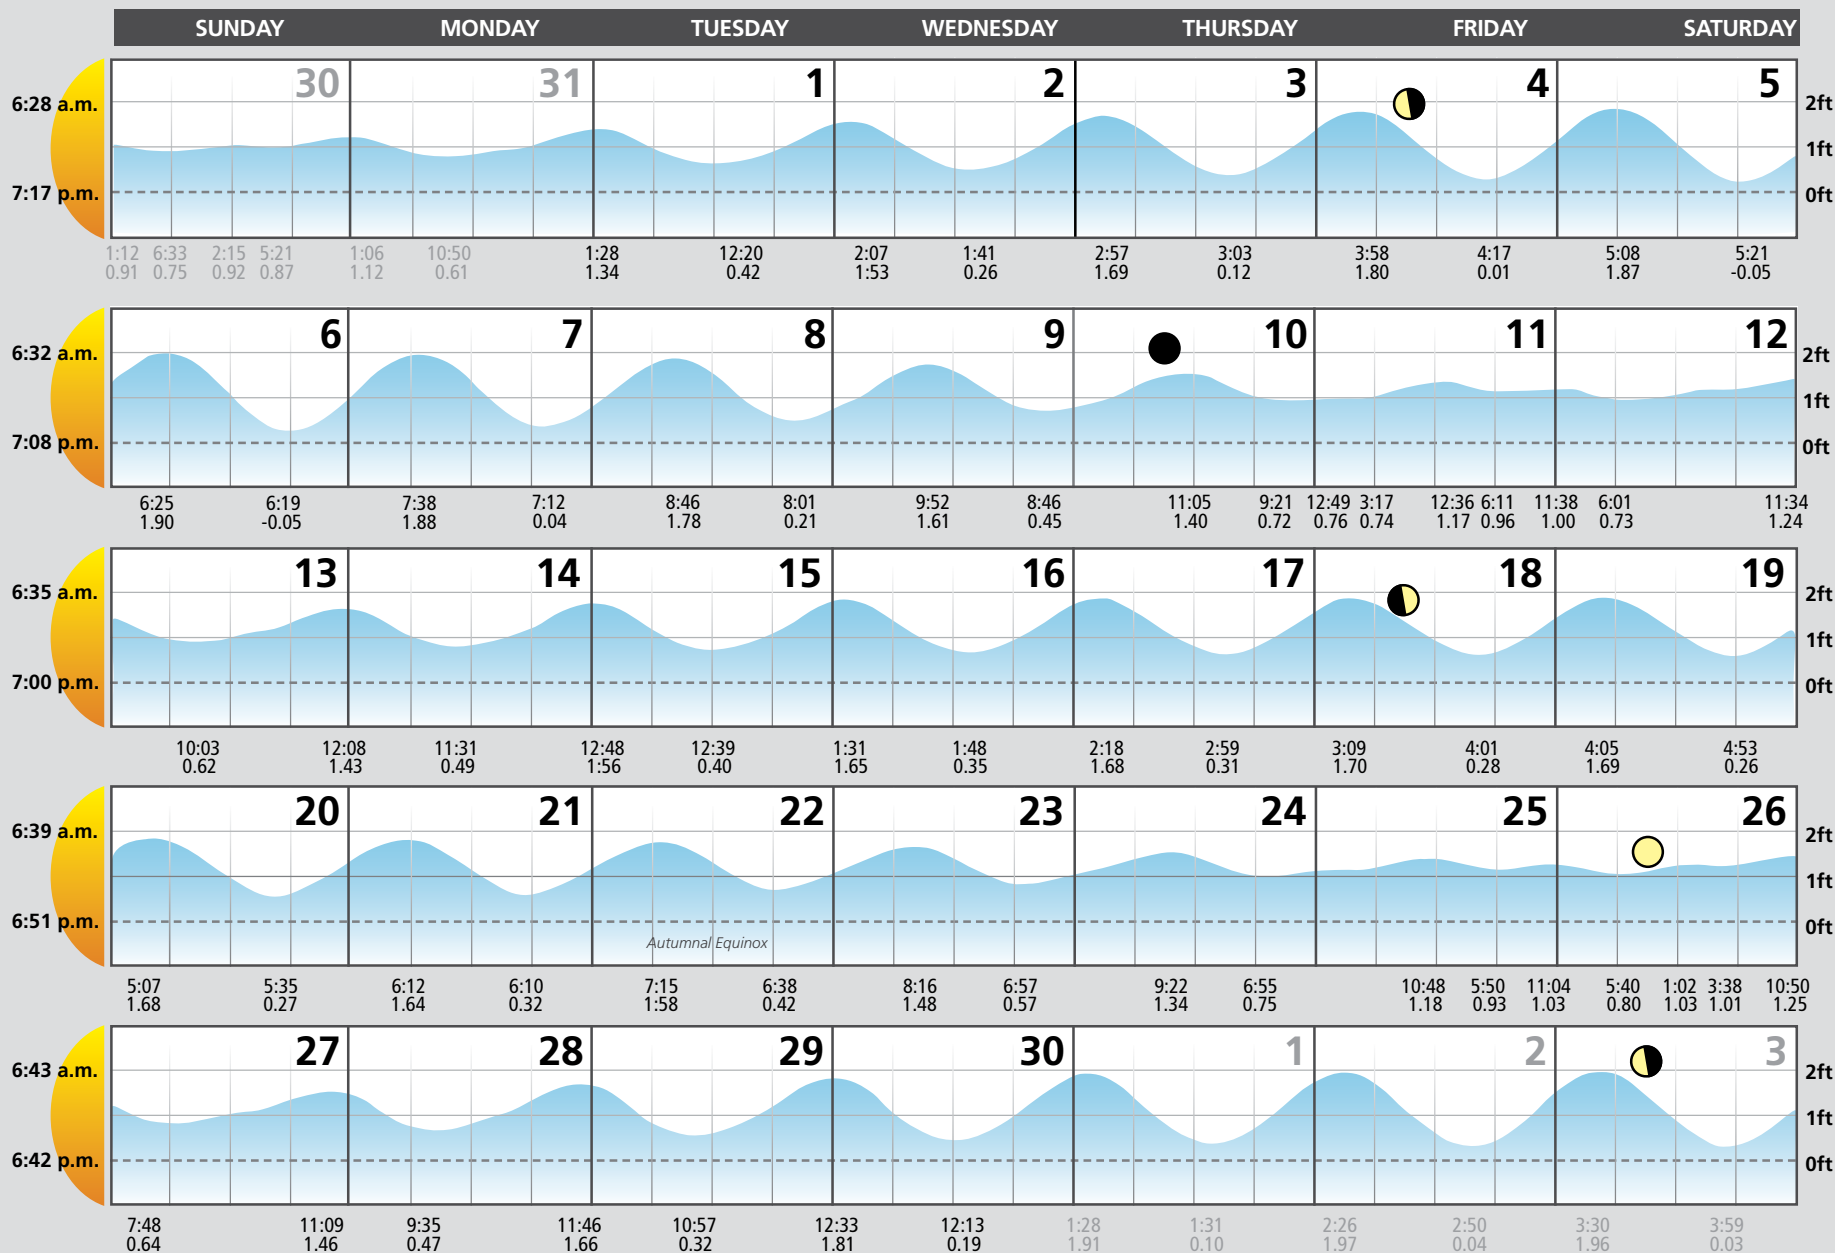 SUNDAY MONDAY TUESDAY WEDNESDAY THURSDAY FRIDAY SATURDAY
30 31 1 2 3 4 5
6:28 a.m. 2ft
1ft
7:17 p.m. 0ft
1:12 6:33 2:15 5:21 1:06 10:50 1:28 12:20 2:07 1:41 2:57 3:03 3:58 4:17 5:08 5:21
0.91 0.75 0.92 0.87 1.12 0.61 1.34 0.42 1:53 0.26 1.69 0.12 1.80 0.01 1.87 -0.05
6 7 8 9 10 11 12
6:32 a.m. 2ft
1ft
7:08 p.m. 0ft
6:25 6:19 7:38 7:12 8:46 8:01 9:52 8:46 11:05 9:21 12:49 3:17 12:36 6:11 11:38 6:01 11:34
1.90 -0.05 1.88 0.04 1.78 0.21 1.61 0.45 1.40 0.72 0.76 0.74 1.17 0.96 1.00 0.73 1.24
13 14 15 16 17 18 19
6:35 a.m. 2ft
1ft
7:00 p.m. 0ft
10:03 12:08 11:31 12:48 12:39 1:31 1:48 2:18 2:59 3:09 4:01 4:05 4:53
0.62 1.43 0.49 1:56 0.40 1.65 0.35 1.68 0.31 1.70 0.28 1.69 0.26
20 21 22 23 24 25 26
6:39 a.m. 2ft
1ft
6:51 p.m. 0ft
Autumnal Equinox
5:07 5:35 6:12 6:10 7:15 6:38 8:16 6:57 9:22 6:55 10:48 5:50 11:04 5:40 1:02 3:38 10:50
1.68 0.27 1.64 0.32 1:58 0.42 1.48 0.57 1.34 0.75 1.18 0.93 1.03 0.80 1.03 1.01 1.25
27 28 29 30 1 2 3
6:43 a.m. 2ft
1ft
6:42 p.m. 0ft
7:48 11:09 9:35 11:46 10:57 12:33 12:13 1:28 1:31 2:26 2:50 3:30 3:59
0.64 1.46 0.47 1.66 0.32 1.81 0.19 1.91 0.10 1.97 0.04 1.96 0.03